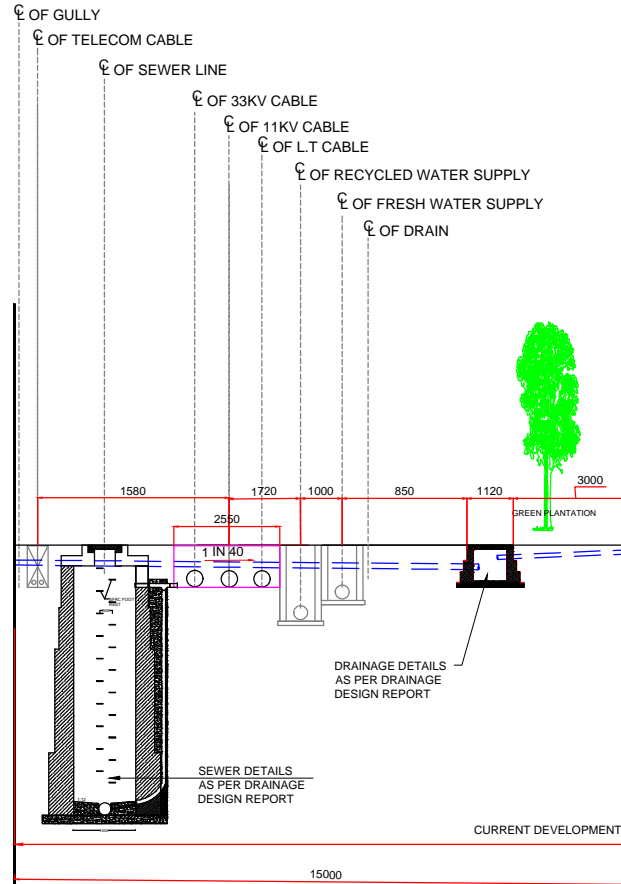 ℄ OF GULLY
℄ OF TELECOM CABLE
℄ OF SEWER LINE
℄ OF 33KV CABLE
℄ OF 11KV CABLE
℄ OF L.T CABLE
℄ OF RECYCLED WATER SUPPLY
℄ OF FRESH WATER SUPPLY
℄ OF DRAIN
1580
1720
1000
850
1120
3000
GREEN PLANTATION
2550
1 IN 40
DRAINAGE DETAILS
AS PER DRAINAGE
DESIGN REPORT
SEWER DETAILS
AS PER DRAINAGE
DESIGN REPORT
CURRENT DEVELOPMENT
15000